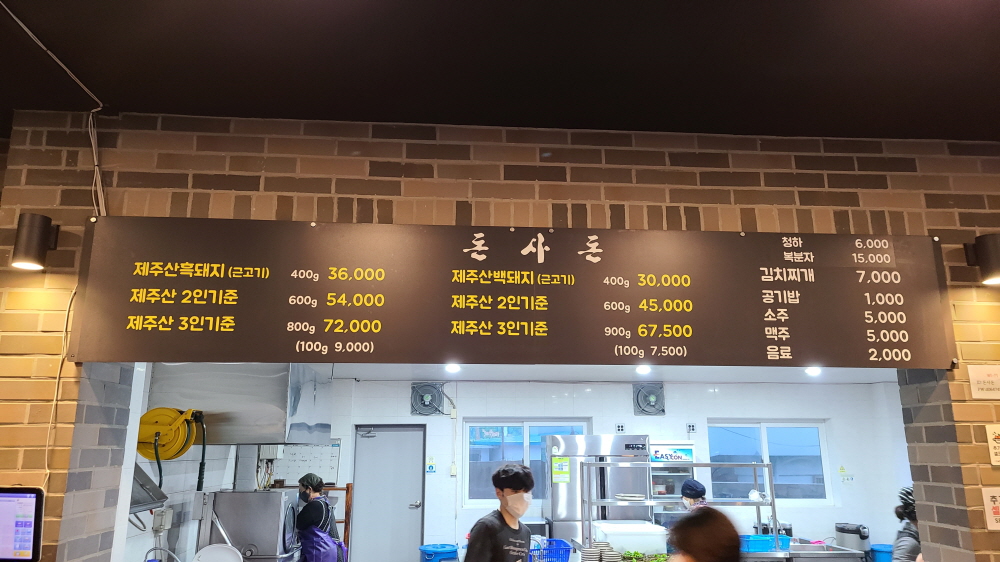 돈사돈
제주산흑돼지 (근고기) 400g 36,000
제주산 2인기준 600g 54,000
제주산 3인기준 800g 72,000
(100g 9,000)
제주산백돼지 (근고기) 400g 30,000
제주산 2인기준 600g 45,000
제주산 3인기준 900g 67,500
(100g 7,500)
청하 6,000
복분자 15,000
김치찌개 7,000
공기밥 1,000
소주 5,000
맥주 5,000
음료 2,000